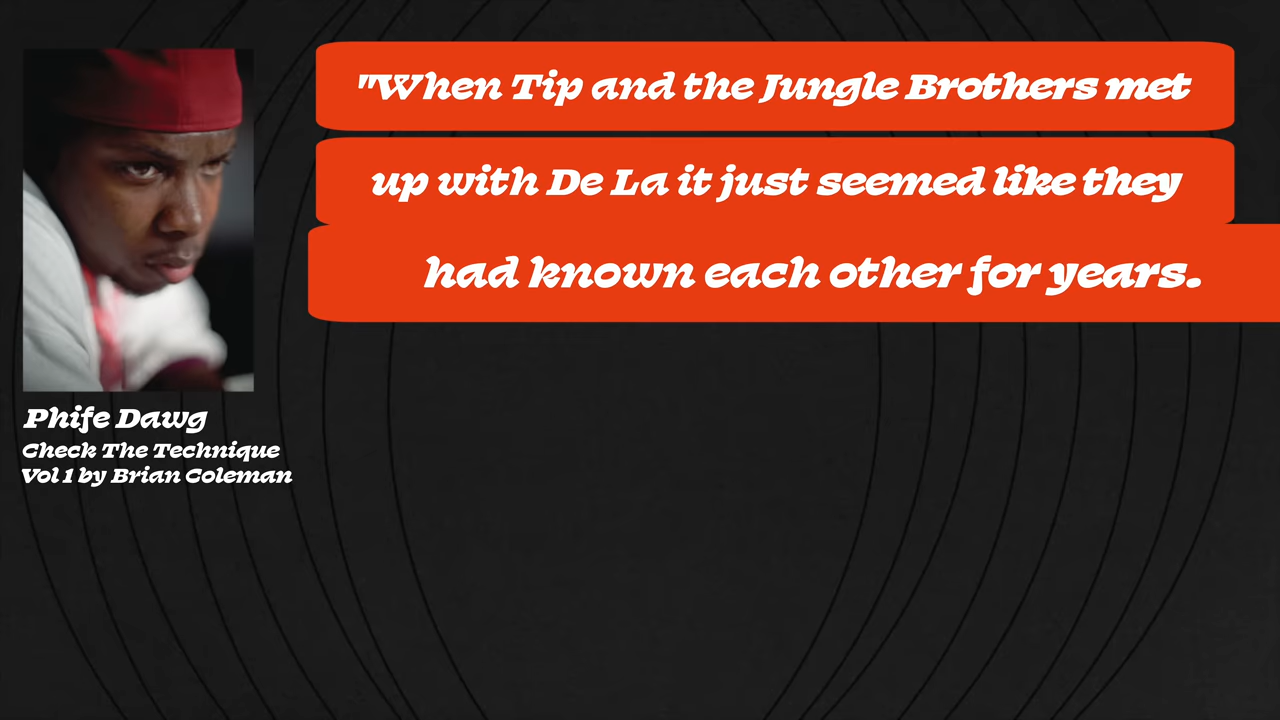 "When Tip and the Jungle Brothers met
up with De La it just seemed like they
had known each other for years.
Phife Dawg
Check The Technique
Vol 1 by Brian Coleman